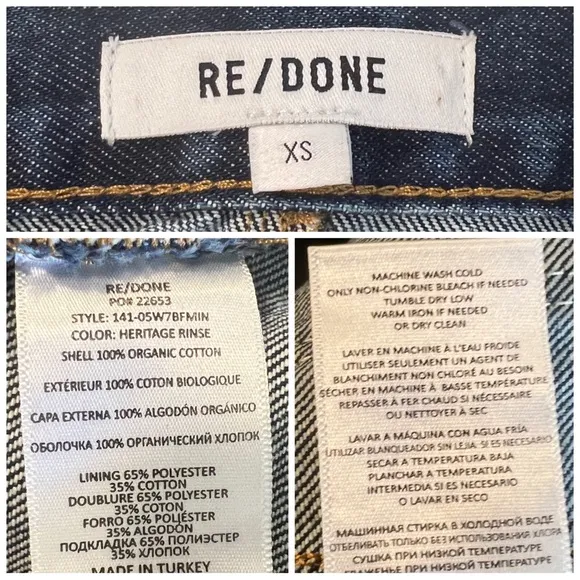 RE/DONE
XS
RE/DONE
PO# 22653
STYLE: 141-05W7BFMIN
COLOR: HERITAGE RINSE
SHELL 100% ORGANIC COTTON
EXTÉRIEUR 100% COTON BIOLOGIQUE
CAPA EXTERNA 100% ALGODÓN ORGÁNICO
ОБОЛОЧКА 100% ОРГАНИЧЕСКИЙ ХЛОПОК
LINING 65% POLYESTER
35% COTTON
DOUBLURE 65% POLYESTER
35% COTON
FORRO 65% POLIÉSTER
35% ALGODÓN
ПОДКЛАДКА 65% ПОЛИЭСТЕР
35% ХЛОПОК
MADE IN TURKEY
MACHINE WASH COLD
ONLY NON-CHLORINE BLEACH IF NEEDED
TUMBLE DRY LOW
WARM IRON IF NEEDED
OR DRY CLEAN
LAVER EN MACHINE À L'EAU FROIDE
UTILISER SEULEMENT UN AGENT DE
BLANCHIMENT NON CHLORÉ AU BESOIN
SÉCHER EN MACHINE À BASSE TEMPÉRATURE
REPASSER À FER CHAUD SI NÉCESSAIRE
OU NETTOYER À SEC
LAVAR A MÁQUINA CON AGUA FRÍA
UTILIZAR BLANQUEADOR SIN LEJIA, SI ES NECESARIO
SECAR A TEMPERATURA BAJA
PLANCHAR A TEMPERATURA
INTERMEDIA SI ES NECESARIO
O LAVAR EN SECO
МАШИННАЯ СТИРКА В ХОЛОДНОЙ ВОДЕ
ОТБЕЛИВАТЬ ТОЛЬКО БЕЗ ИСПОЛЬЗОВАНИЯ ХЛОРА
СУШКА ПРИ НИЗКОЙ ТЕМПЕРАТУРЕ
ПРИ НИЗКОЙ ТЕМПЕРАТУРЕ